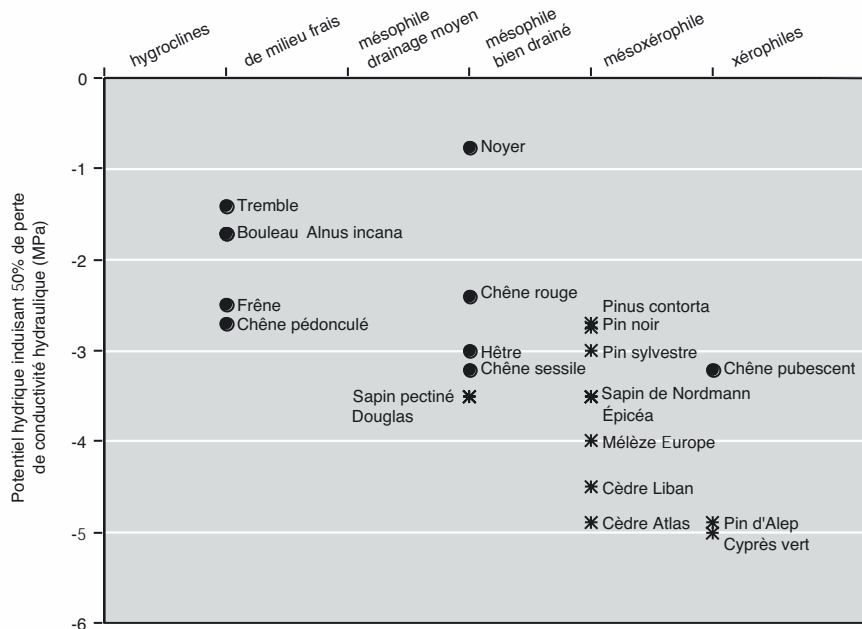 hygroclines
de milieu frais
mésophile
drainage moyen
mésophile
bien drainé
mésoxérophile
xérophiles
Potentiel hydrique induisant 50% de perte
de conductivité hydraulique (MPa)
0
-1
-2
-3
-4
-5
-6
Noyer
Tremble
Bouleau Alnus incana
Frêne
Chêne pédonculé
Chêne rouge
Hêtre
Chêne sessile
Sapin pectiné
Douglas
Pinus contorta
Pin noir
Pin sylvestre
Sapin de Nordmann
Épicéa
Mélèze Europe
Cèdre Liban
Cèdre Atlas
Chêne pubescent
Pin d'Alep
Cyprès vert